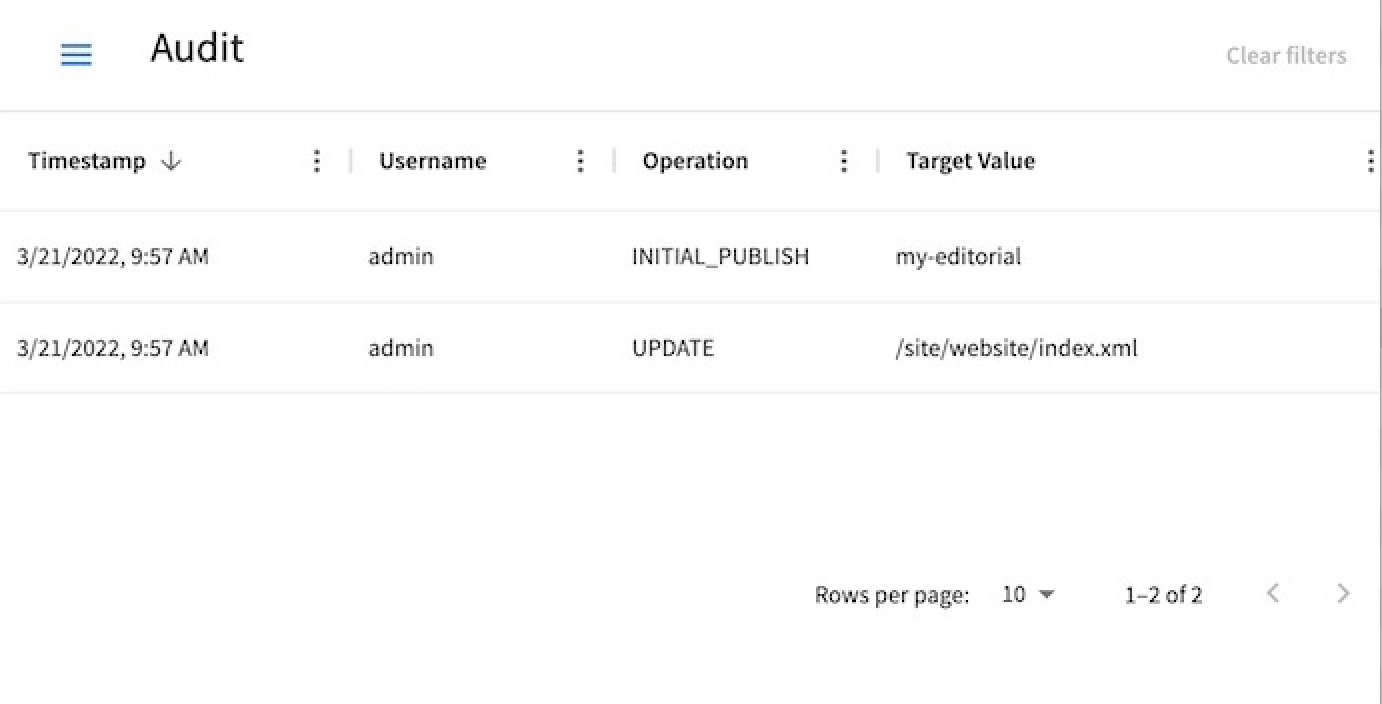 Audit
Clear filters
Timestamp Username Operation Target Value
3/21/2022, 9:57 AM admin INITIAL_PUBLISH my-editorial
3/21/2022, 9:57 AM admin UPDATE /site/website/index.xml
Rows per page: 10 1–2 of 2